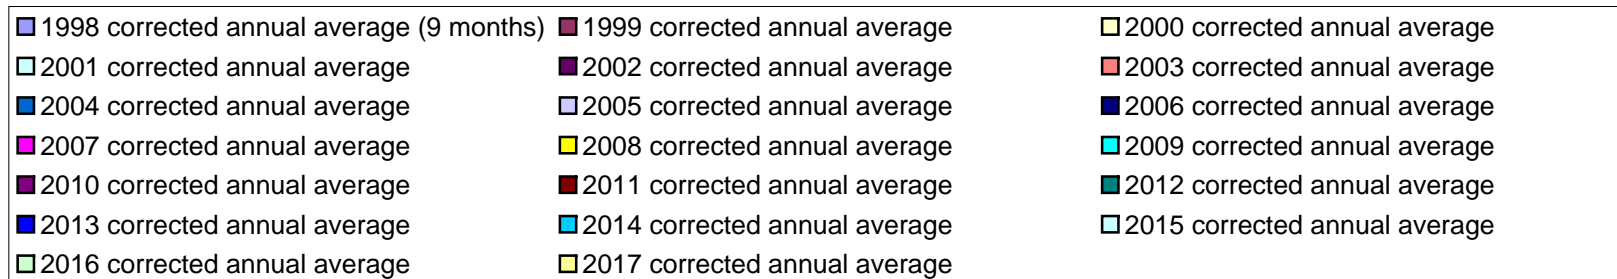 1998 corrected annual average (9 months) 1999 corrected annual average 2000 corrected annual average
2001 corrected annual average 2002 corrected annual average 2003 corrected annual average
2004 corrected annual average 2005 corrected annual average 2006 corrected annual average
2007 corrected annual average 2008 corrected annual average 2009 corrected annual average
2010 corrected annual average 2011 corrected annual average 2012 corrected annual average
2013 corrected annual average 2014 corrected annual average 2015 corrected annual average
2016 corrected annual average 2017 corrected annual average